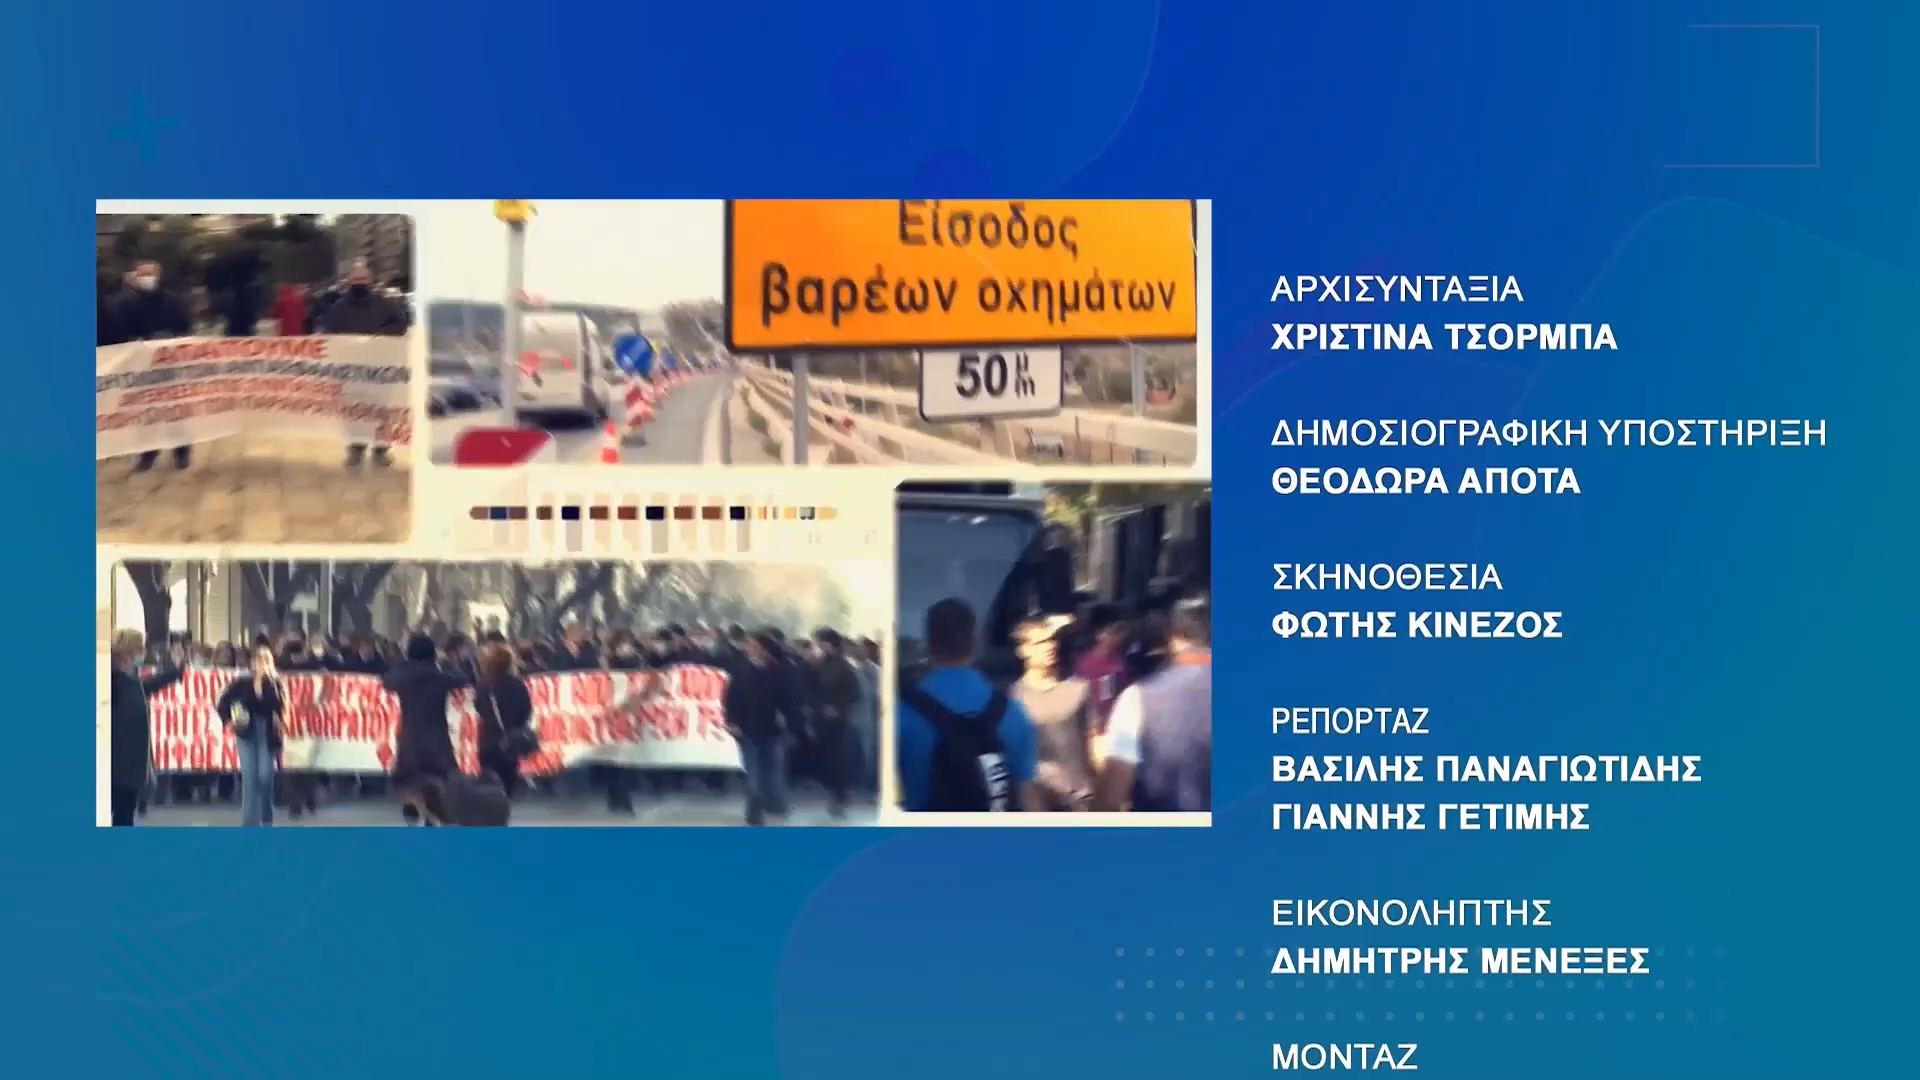 Είσοδος
βαρέων οχημάτων
50 μ
m
ΑΠΑΙΤΟΥΜΕ
ΑΡΧΙΣΥΝΤΑΞΙΑ
ΧΡΙΣΤΙΝΑ ΤΣΟΡΜΠΑ
ΔΗΜΟΣΙΟΓΡΑΦΙΚΗ ΥΠΟΣΤΗΡΙΞΗ
ΘΕΟΔΩΡΑ ΑΠΟΤΑ
ΣΚΗΝΟΘΕΣΙΑ
ΦΩΤΗΣ ΚΙΝΕΖΟΣ
ΡΕΠΟΡΤΑΖ
ΒΑΣΙΛΗΣ ΠΑΝΑΓΙΩΤΙΔΗΣ
ΓΙΑΝΝΗΣ ΓΕΤΙΜΗΣ
ΕΙΚΟΝΟΛΗΠΤΗΣ
ΔΗΜΗΤΡΗΣ ΜΕΝΕΞΕΣ
ΜΟΝΤΑΖ